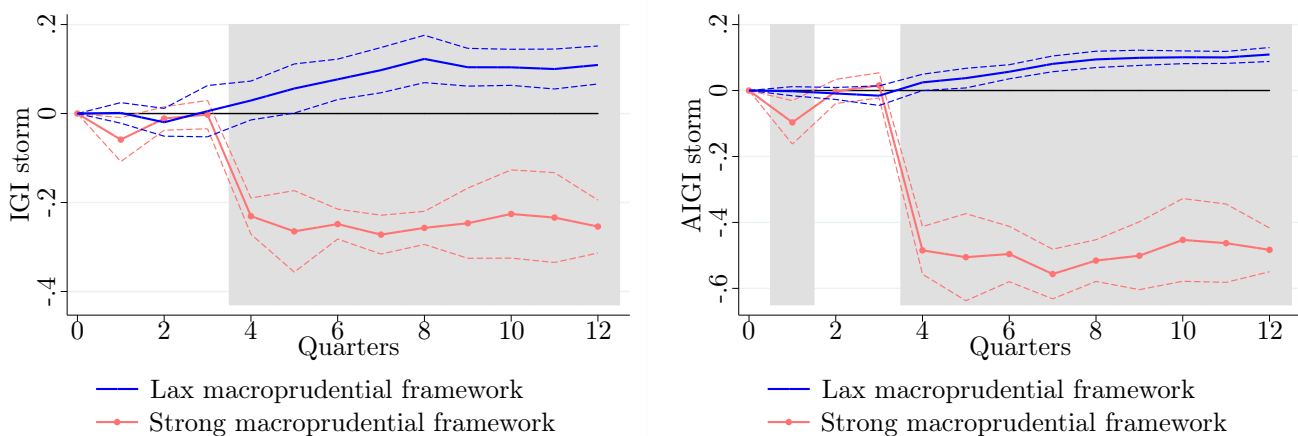 .2
0
-.2
-.4
IGI storm
0 2 4 6 8 10 12
Quarters
Lax macroprudential framework
Strong macroprudential framework
.2
0
-.2
-.4
-.6
AIGI storm
0 2 4 6 8 10 12
Quarters
Lax macroprudential framework
Strong macroprudential framework